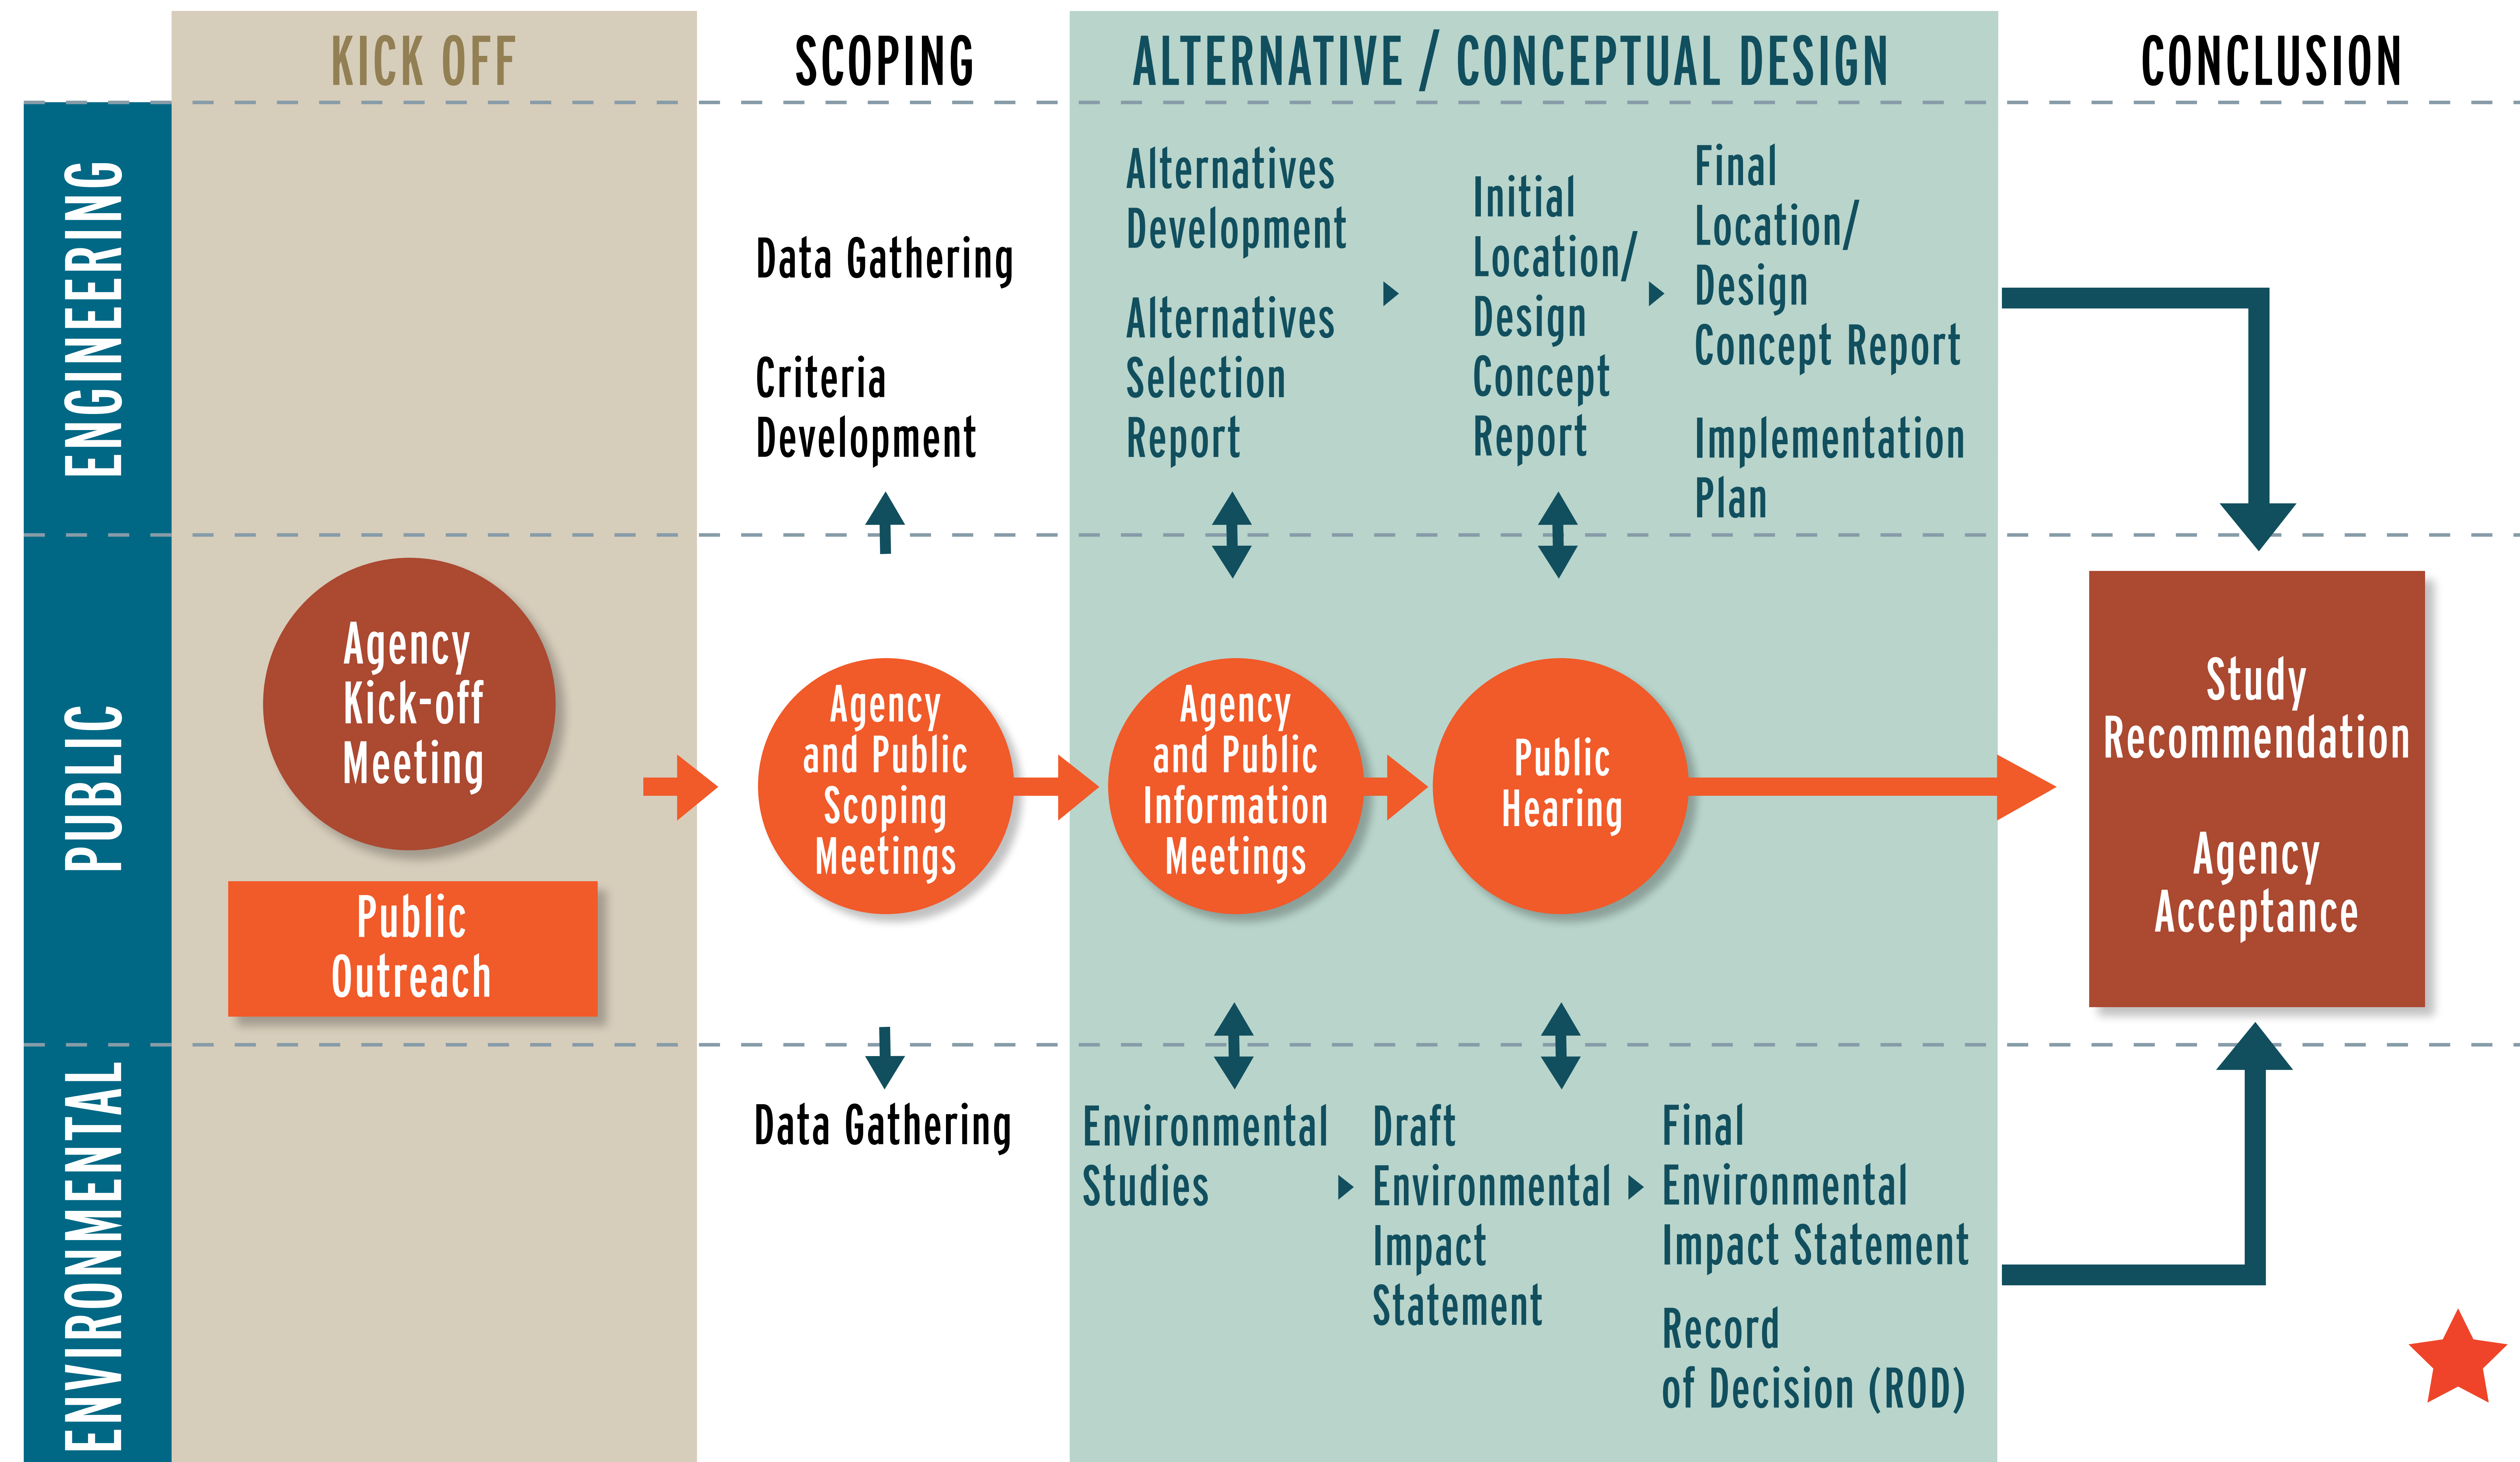 KICK OFF
SCOPING
ALTERNATIVE / CONCEPTUAL DESIGN
CONCLUSION
ENGINEERING
Data Gathering
Criteria
Development
Alternatives
Development
Alternatives
Selection
Report
Initial
Location/
Design
Concept
Report
Final
Location/
Design
Concept Report
Implementation
Plan
PUBLIC
Agency
Kick-off
Meeting
Public
Outreach
Agency
and Public
Scoping
Meetings
Agency
and Public
Information
Meetings
Public
Hearing
Study
Recommendation
Agency
Acceptance
ENVIRONMENTAL
Data Gathering
Environmental
Studies
Draft
Environmental
Impact
Statement
Final
Environmental
Impact Statement
Record
of Decision (ROD)